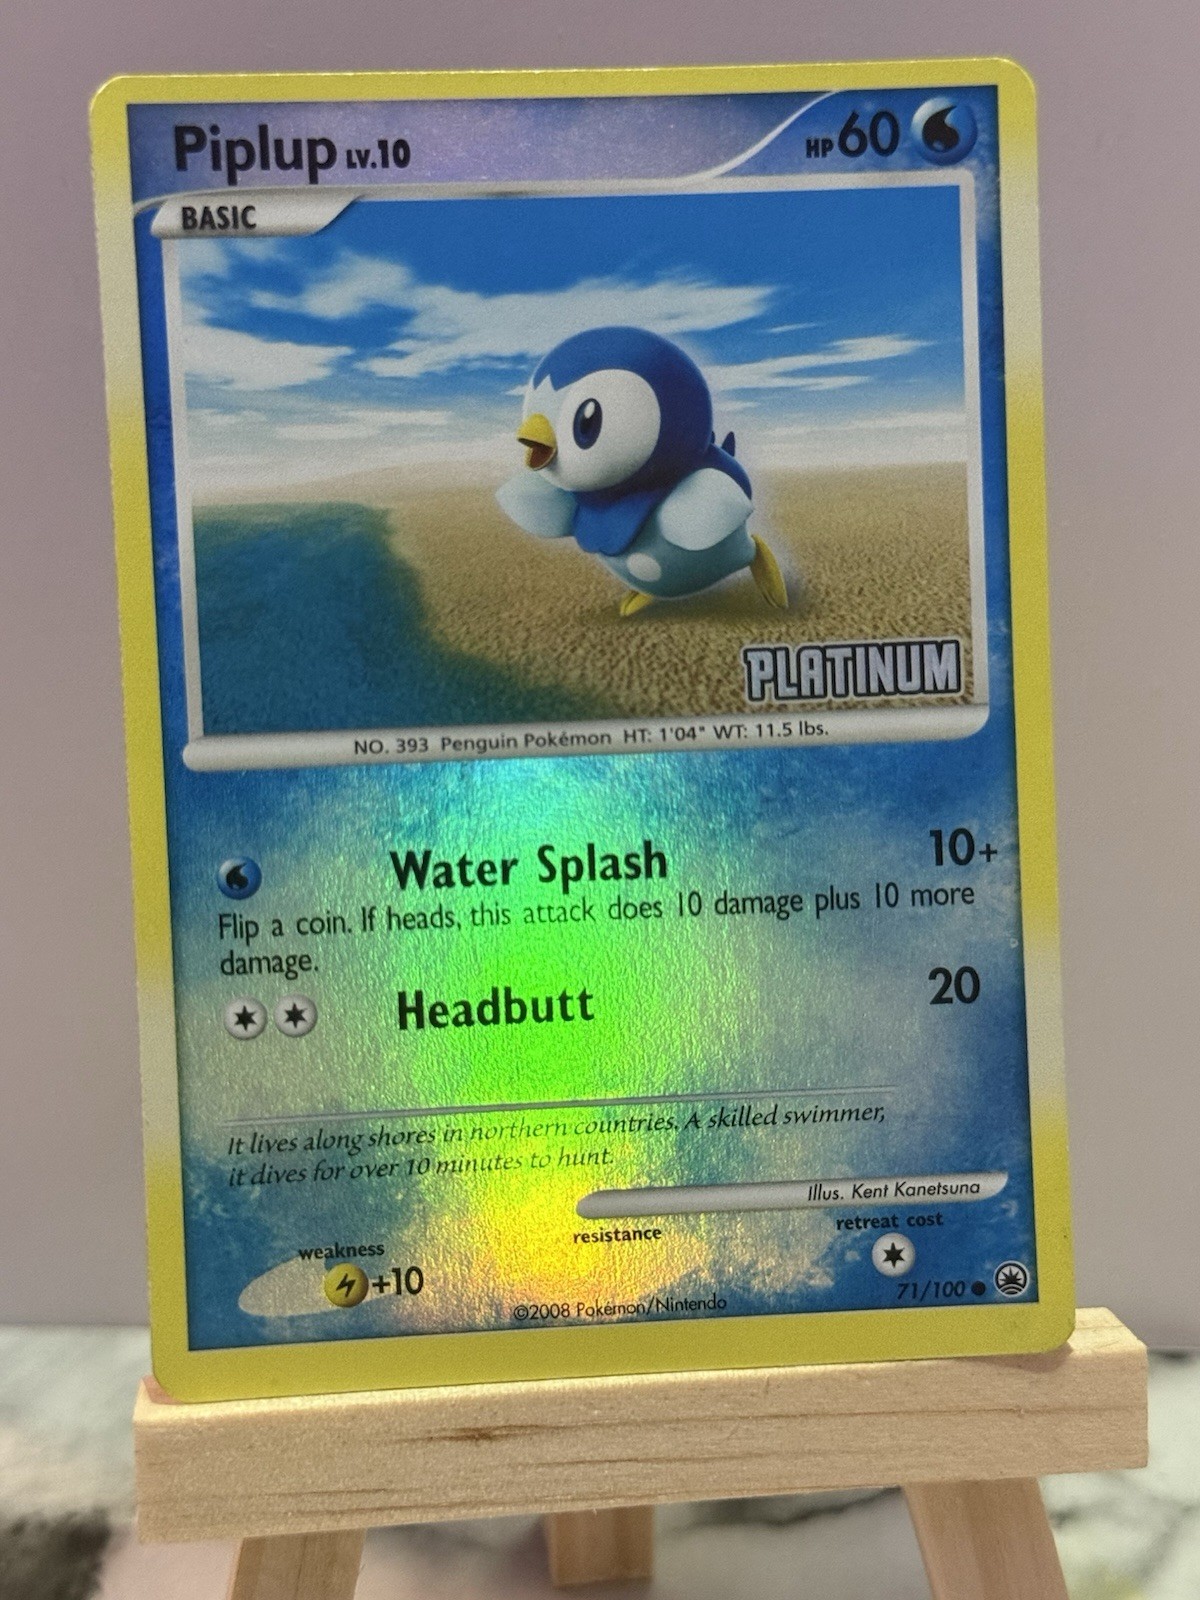 Piplup LV.10 HP 60
BASIC
PLATINUM
NO. 393 Penguin Pokémon HT: 1'04" WT: 11.5 lbs.
Water Splash 10+
Flip a coin. If heads, this attack does 10 damage plus 10 more
damage.
Headbutt 20
It lives along shores in northern countries. A skilled swimmer,
it dives for over 10 minutes to hunt.
Illus. Kent Kanetsuna
weakness resistance retreat cost
+10
71/100
©2008 Pokémon/Nintendo